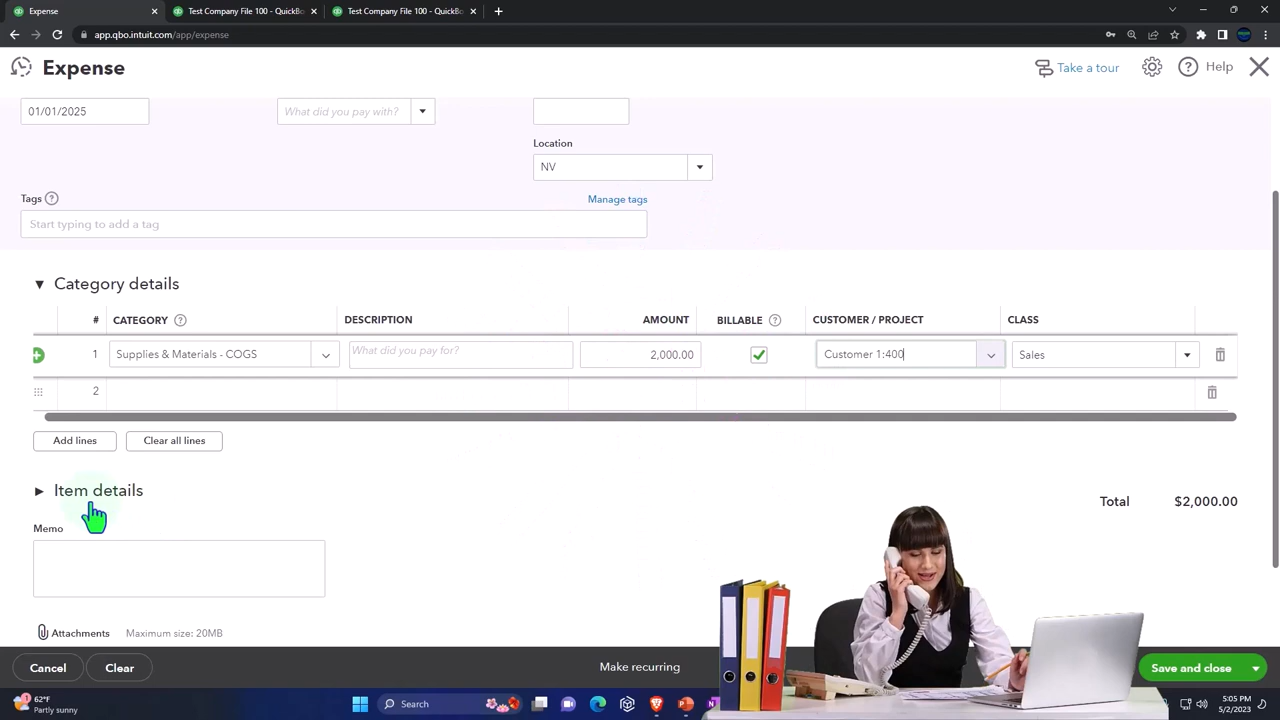 Expense
Test Company File 100 - QuickBo
Test Company File 100 - QuickBo
app.qbo.intuit.com/app/expense
Expense
Take a tour
Help
01/01/2025
What did you pay with?
Location
NV
Tags
Manage tags
Start typing to add a tag
Category details
# CATEGORY DESCRIPTION AMOUNT BILLABLE CUSTOMER / PROJECT CLASS
1 Supplies & Materials - COGS What did you pay for? 2,000.00 Customer 1:400 Sales
2
Add lines Clear all lines
Item details
Total $2,000.00
Memo
Attachments Maximum size: 20MB
Cancel Clear Make recurring Save and close
62°F
Partly sunny
Search
5:05 PM
5/2/2023